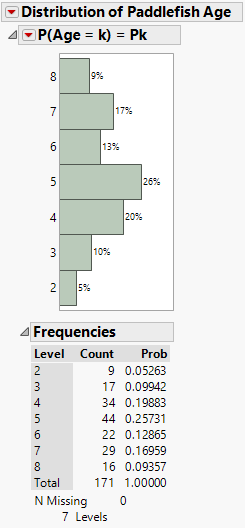 Distribution of Paddlefish Age
P(Age = k) = Pk
8 9%
7 17%
6 13%
5 26%
4 20%
3 10%
2 5%
Frequencies
Level Count Prob
2 9 0.05263
3 17 0.09942
4 34 0.19883
5 44 0.25731
6 22 0.12865
7 29 0.16959
8 16 0.09357
Total 171 1.00000
N Missing 0
7 Levels